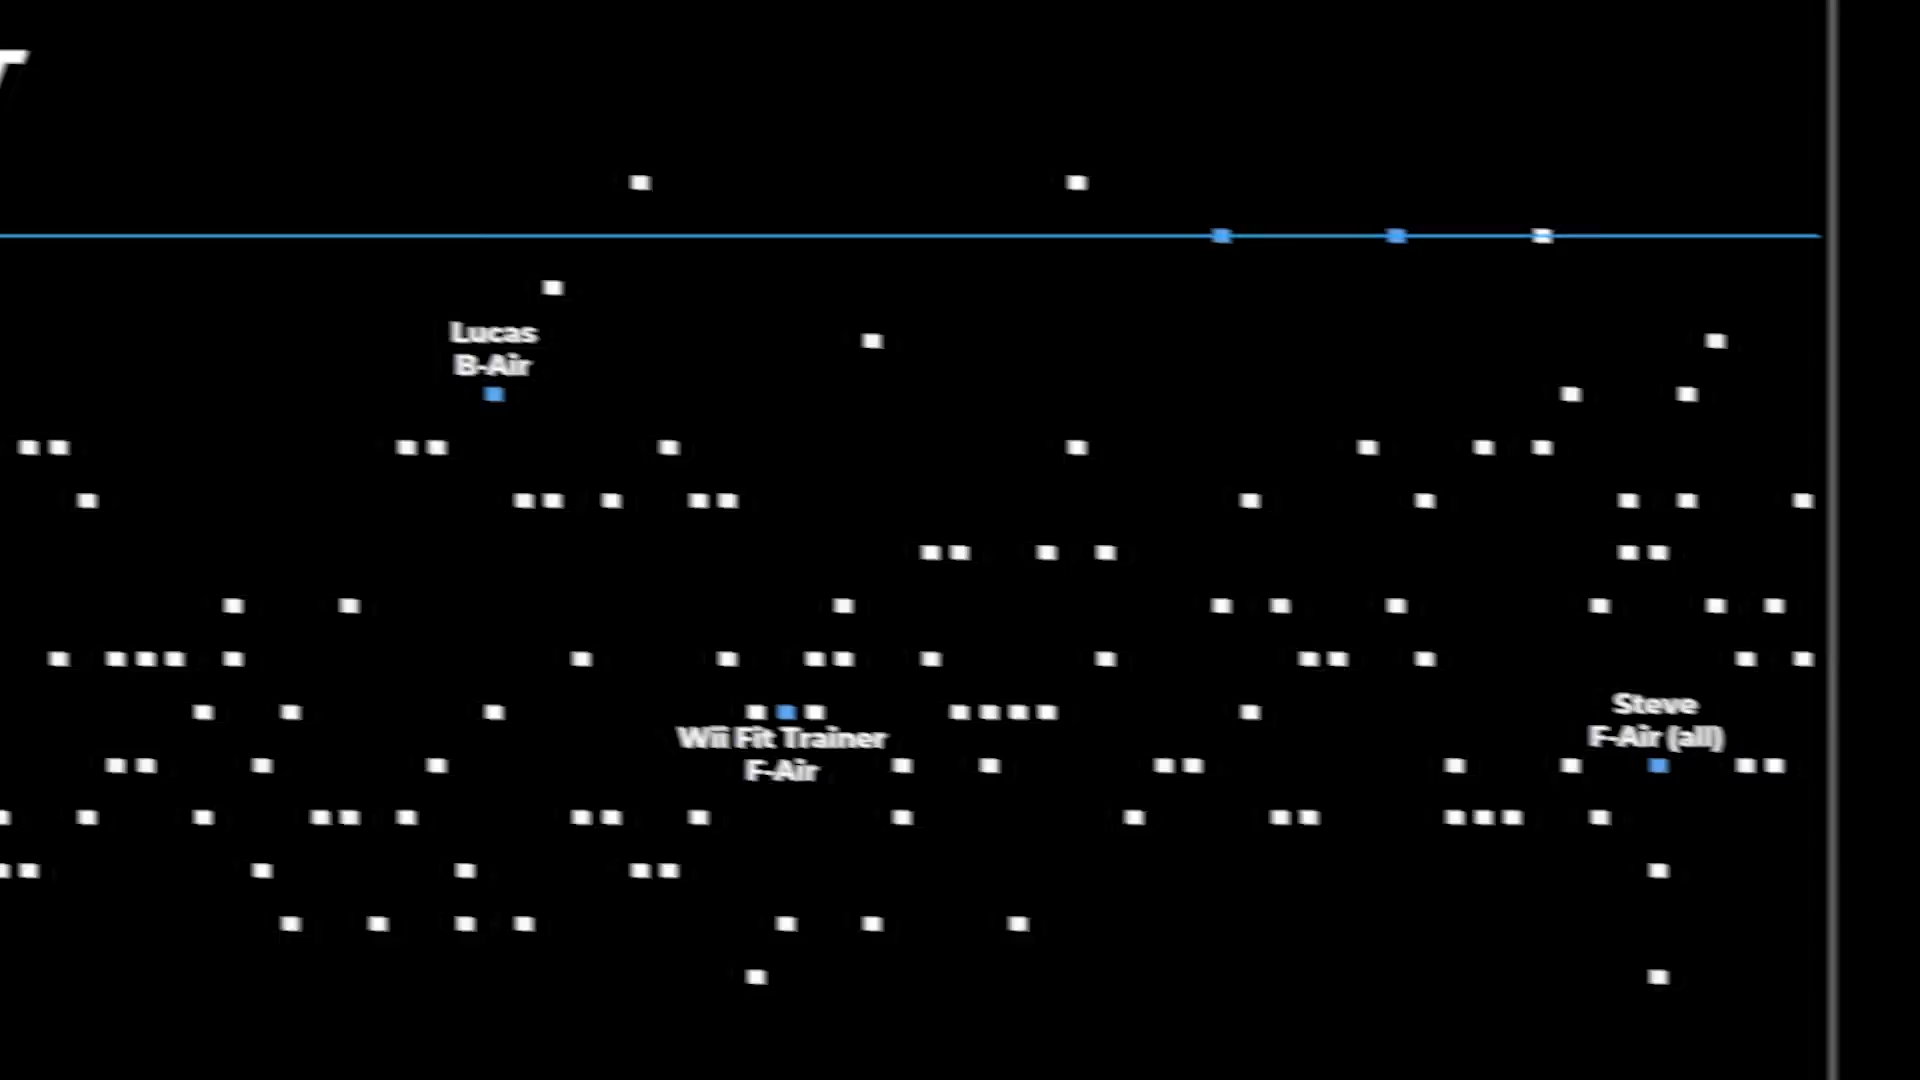 Lucas
B-Air
Wii Fit Trainer
F-Air
Steve
F-Air (all)